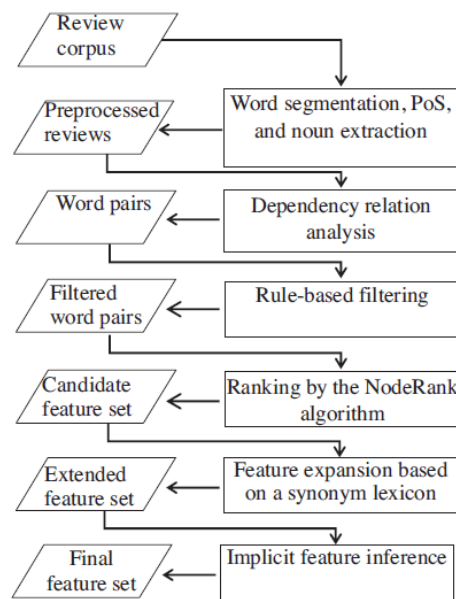 Review
corpus
Word segmentation, PoS,
and noun extraction
Preprocessed
reviews
Dependency relation
analysis
Word pairs
Rule-based filtering
Filtered
word pairs
Ranking by the NodeRank
algorithm
Candidate
feature set
Feature expansion based
on a synonym lexicon
Extended
feature set
Implicit feature inference
Final
feature set